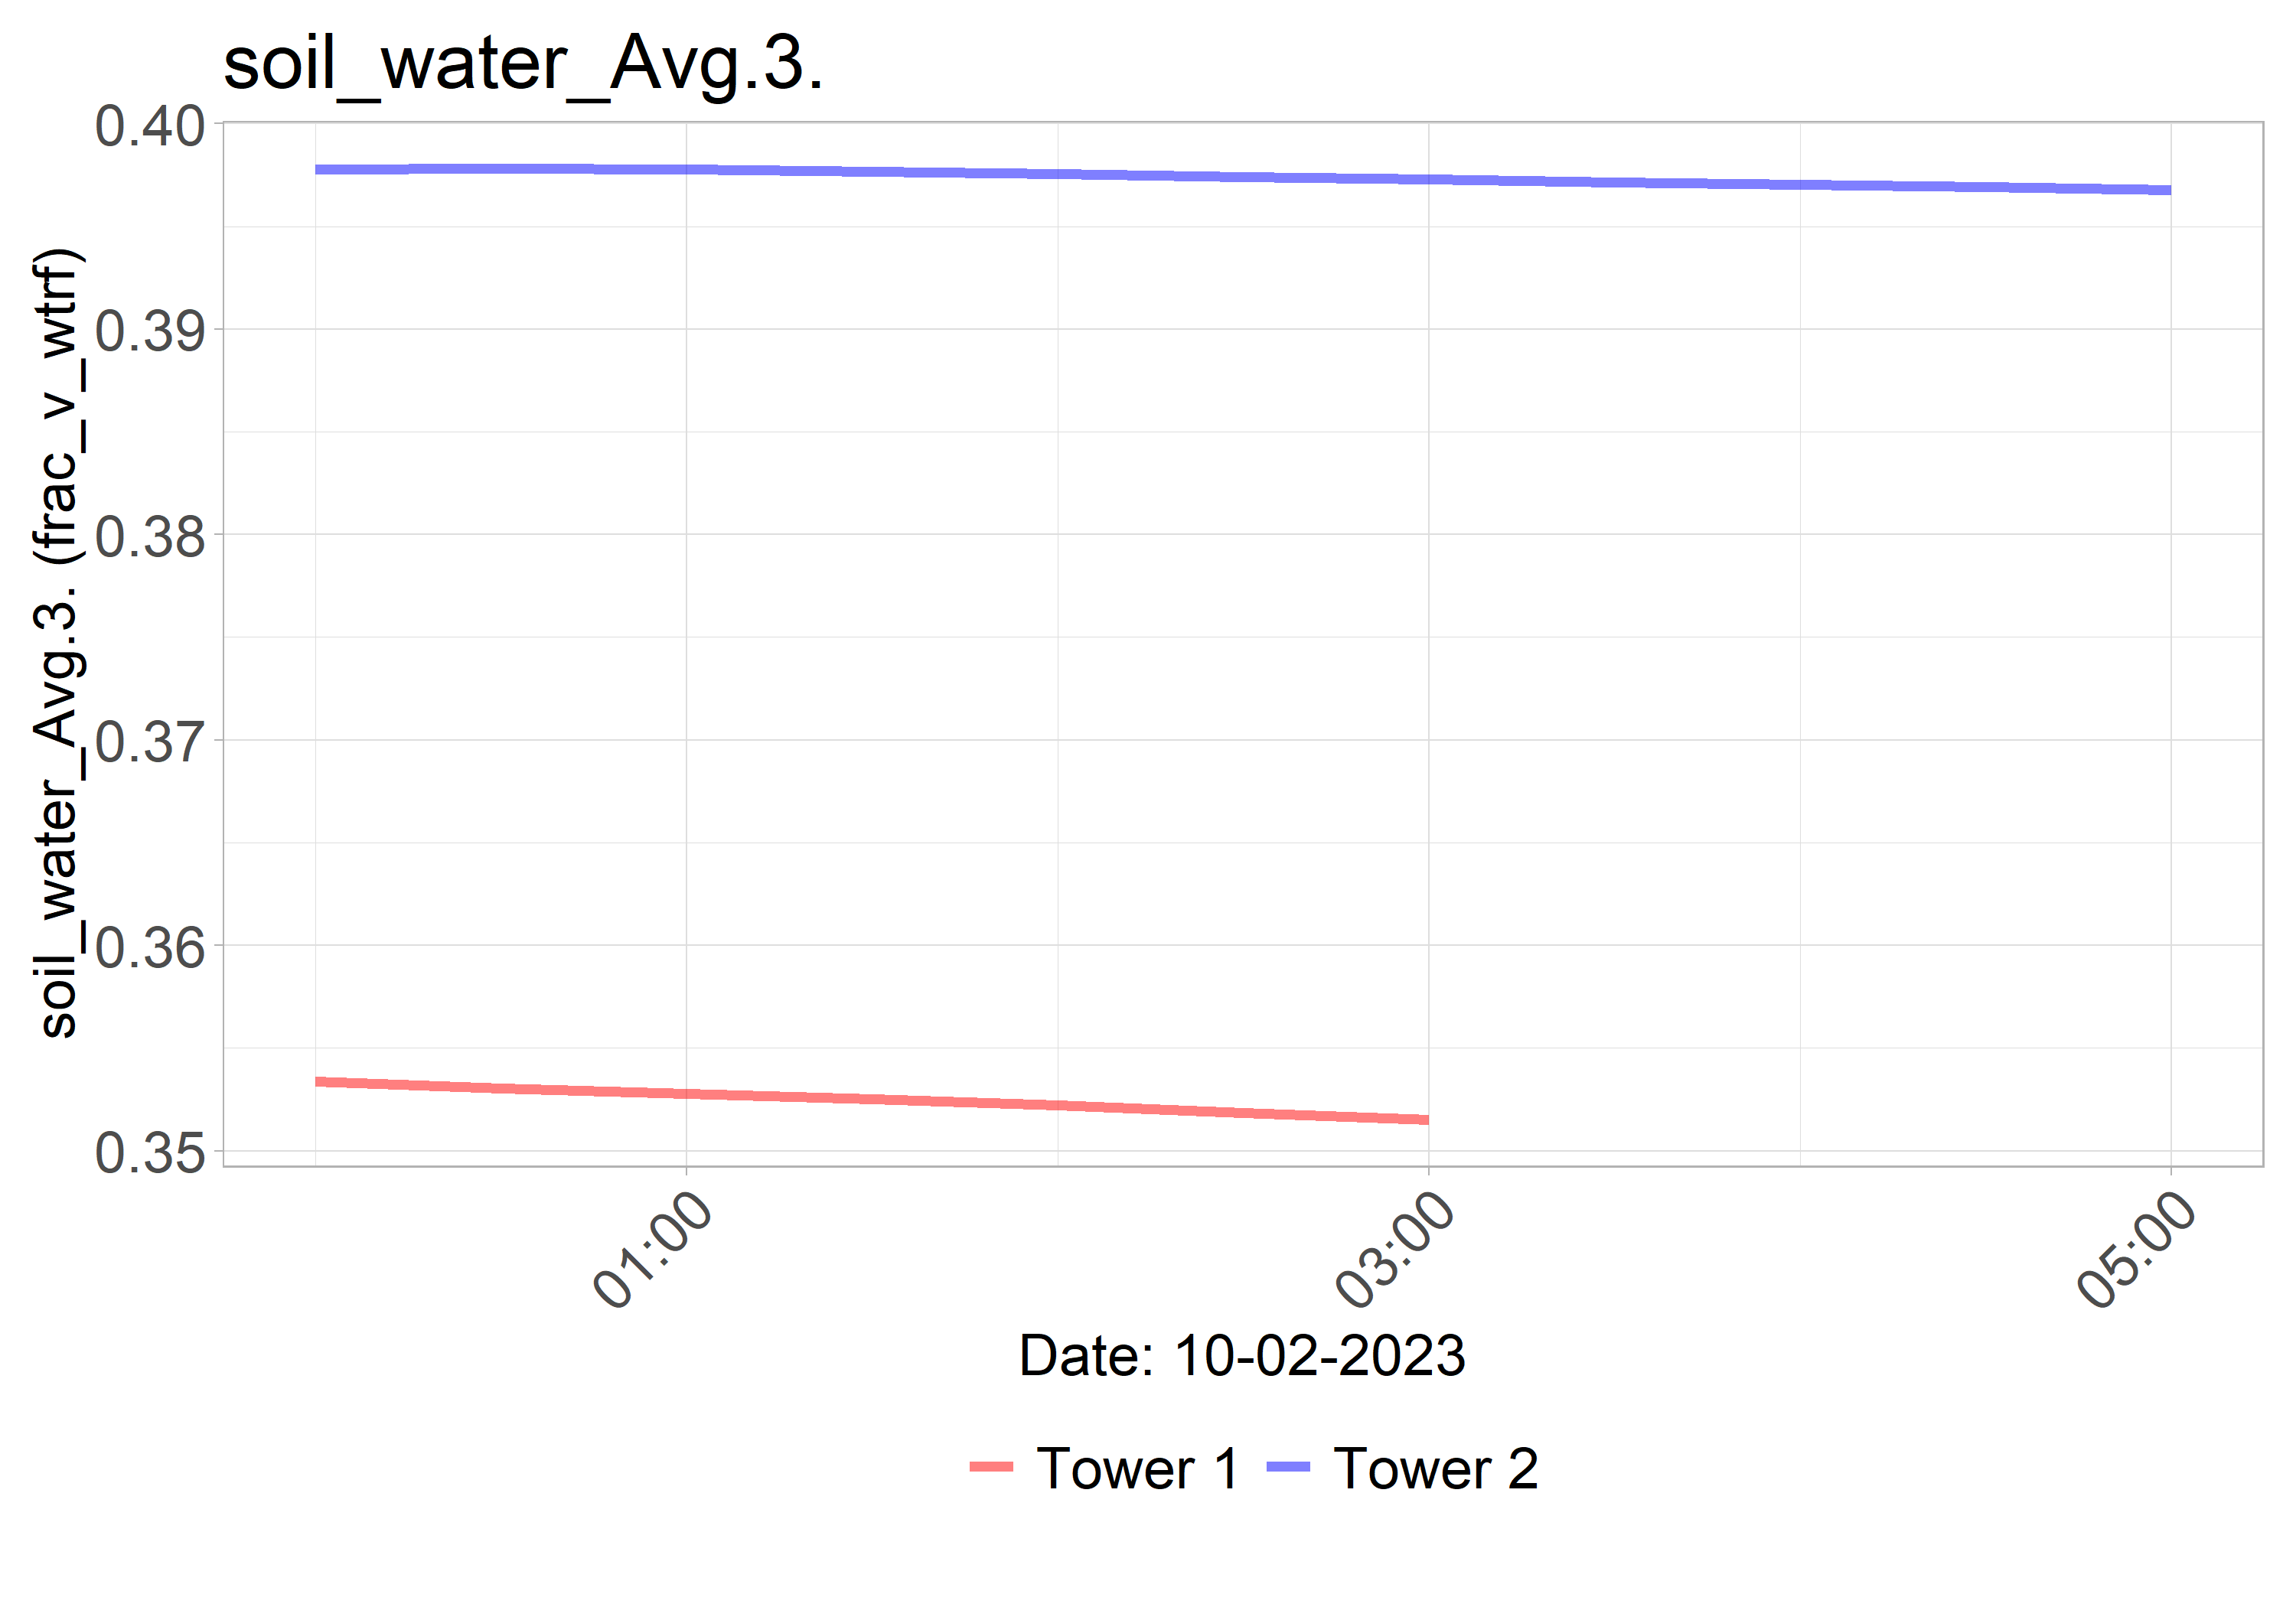 soil_water_Avg.3.
soil_water_Avg.3. (frac_v_wtrf)
0.40
0.39
0.38
0.37
0.36
0.35
01:00
03:00
05:00
Date: 10-02-2023
Tower 1
Tower 2